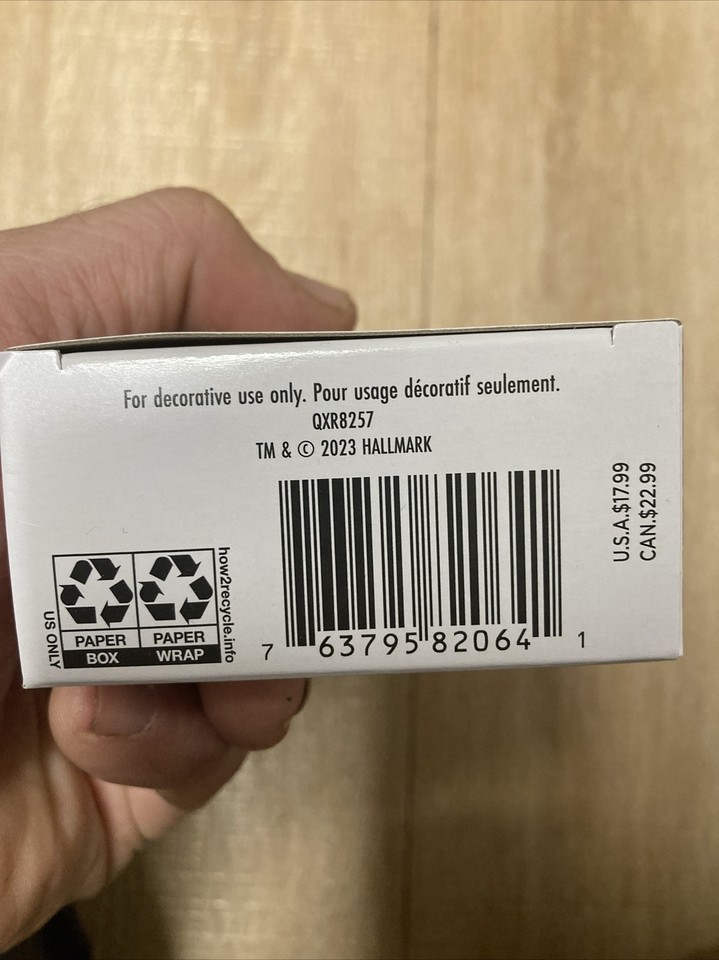 For decorative use only. Pour usage décoratif seulement.
QXR8257
TM & © 2023 HALLMARK
U.S.A.$17.99
CAN.$22.99
US ONLY
PAPER
BOX
PAPER
WRAP
how2recycle.info
7 63795 82064 1